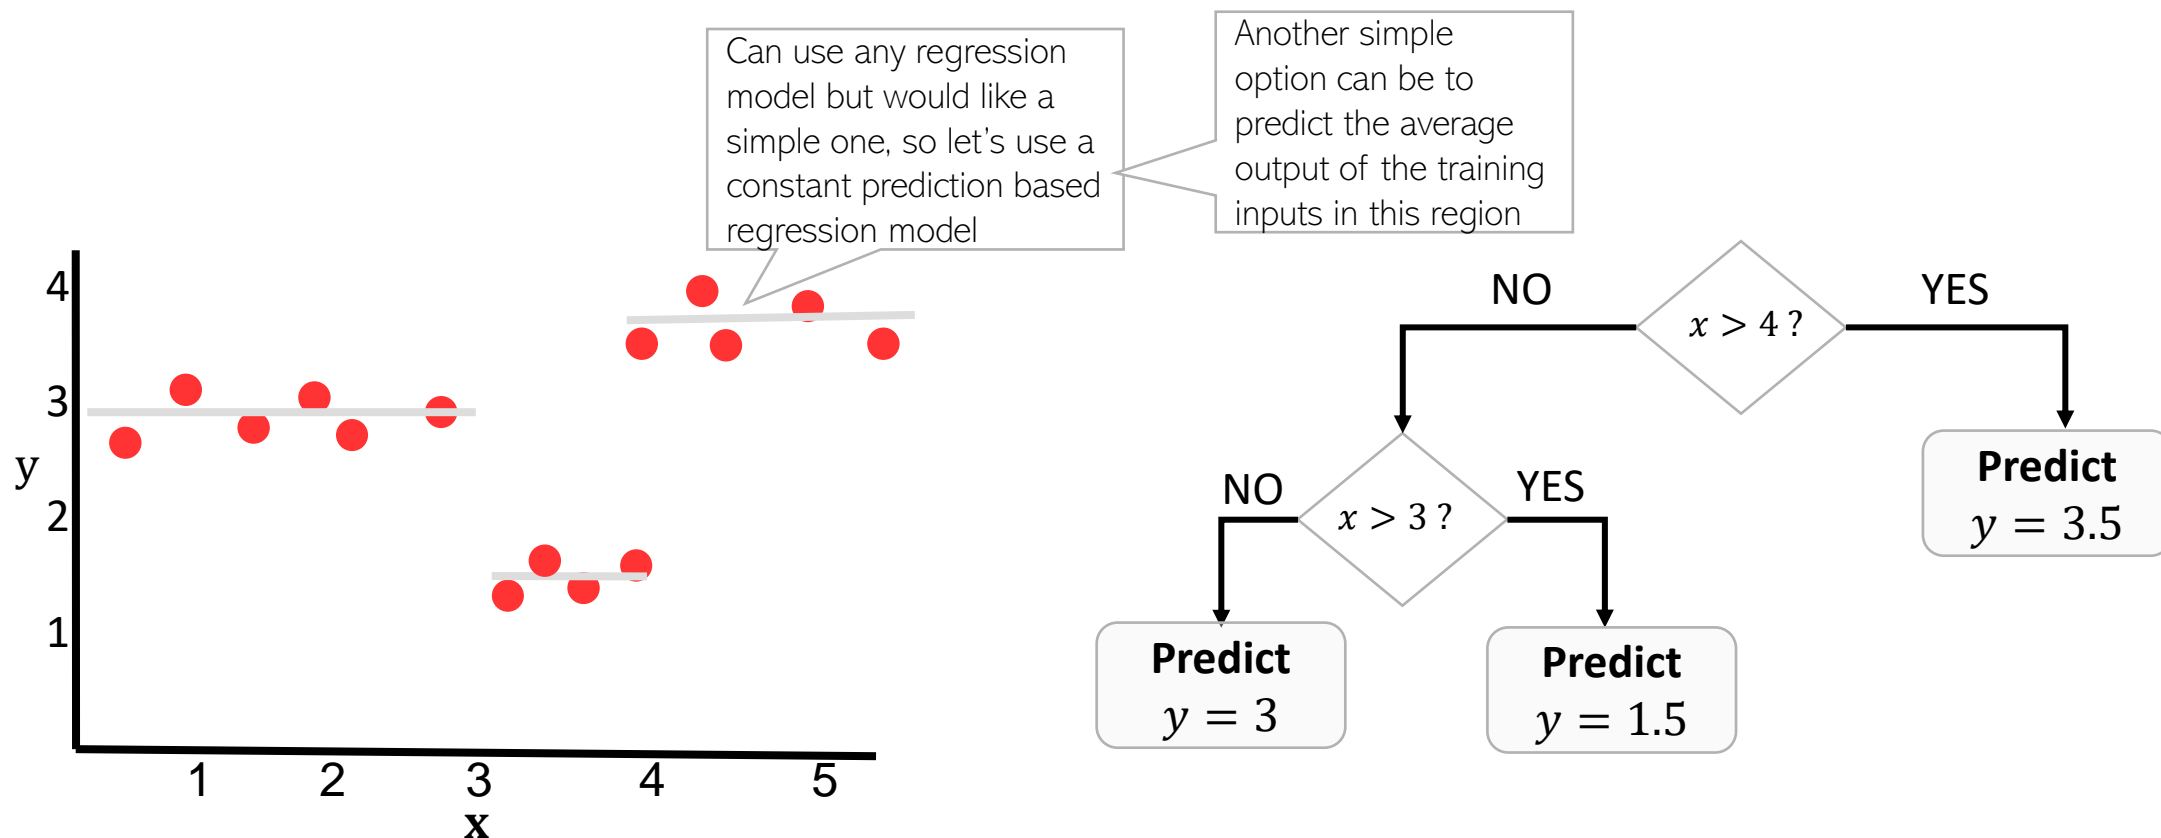 Can use any regression
model but would like a
simple one, so let’s use a
constant prediction based
regression model
Another simple
option can be to
predict the average
output of the training
inputs in this region
4
3
y
2
1
1 2 3 4 5
x
NO
x > 4 ?
YES
NO
x > 3 ?
YES
Predict
y = 3.5
Predict
y = 3
Predict
y = 1.5